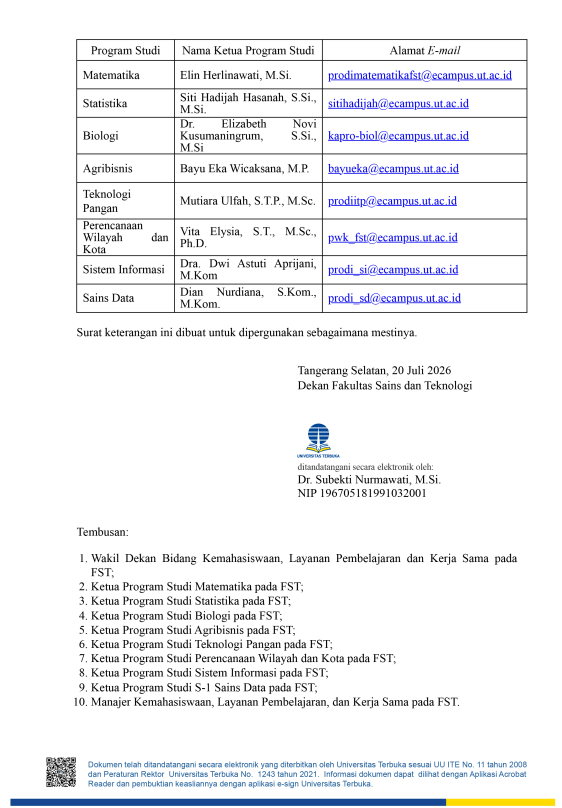 Program Studi Nama Ketua Program Studi Alamat E-mail
Matematika Elin Herlinawati, M.Si. prodimatematikafst@ecampus.ut.ac.id
Statistika Siti Hadijah Hasanah, S.Si., M.Si. sitihadijah@ecampus.ut.ac.id
Biologi Dr. Elizabeth Novi Kusumaningrum, S.Si., M.Si kapro-biol@ecampus.ut.ac.id
Agribisnis Bayu Eka Wicaksana, M.P. bayueka@ecampus.ut.ac.id
Teknologi Pangan Mutiara Ulfah, S.T.P., M.Sc. prodiitp@ecampus.ut.ac.id
Perencanaan Wilayah dan Kota Vita Elysia, S.T., M.Sc., Ph.D. pwk_fst@ecampus.ut.ac.id
Sistem Informasi Dra. Dwi Astuti Aprijani, M.Kom prodi_si@ecampus.ut.ac.id
Sains Data Dian Nurdiana, S.Kom., M.Kom. prodi_sd@ecampus.ut.ac.id
Surat keterangan ini dibuat untuk dipergunakan sebagaimana mestinya.
Tangerang Selatan, 20 Juli 2026
Dekan Fakultas Sains dan Teknologi
UNIVERSITAS TERBUKA
ditandatangani secara elektronik oleh:
Dr. Subekti Nurmawati, M.Si.
NIP 196705181991032001
Tembusan:
1. Wakil Dekan Bidang Kemahasiswaan, Layanan Pembelajaran dan Kerja Sama pada
FST;
2. Ketua Program Studi Matematika pada FST;
3. Ketua Program Studi Statistika pada FST;
4. Ketua Program Studi Biologi pada FST;
5. Ketua Program Studi Agribisnis pada FST;
6. Ketua Program Studi Teknologi Pangan pada FST;
7. Ketua Program Studi Perencanaan Wilayah dan Kota pada FST;
8. Ketua Program Studi Sistem Informasi pada FST;
9. Ketua Program Studi S-1 Sains Data pada FST;
10. Manajer Kemahasiswaan, Layanan Pembelajaran, dan Kerja Sama pada FST.
Dokumen telah ditandatangani secara elektronik yang diterbitkan oleh Universitas Terbuka sesuai UU ITE No. 11 tahun 2008
dan Peraturan Rektor Universitas Terbuka No. 1243 tahun 2021. Informasi dokumen dapat dilihat dengan Aplikasi Acrobat
Reader dan pembuktian keasliannya dengan aplikasi e-sign Universitas Terbuka.